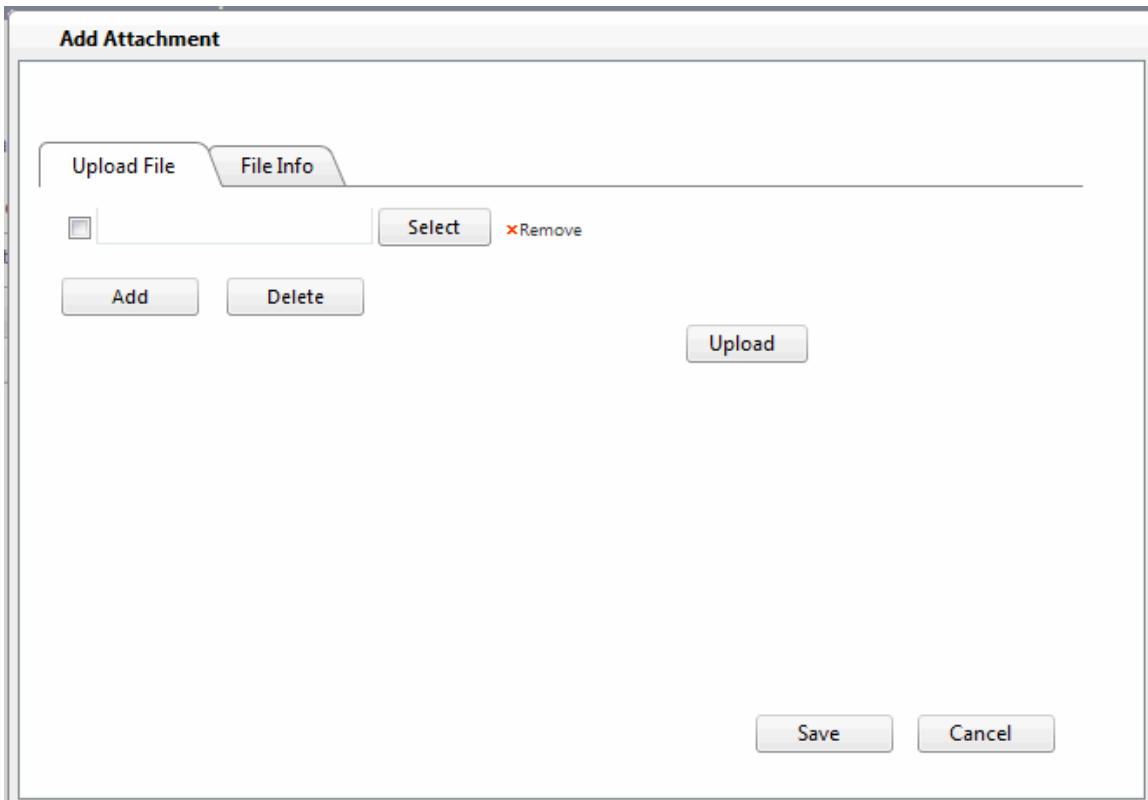 Add Attachment
Upload File File Info
Select ×Remove
Add Delete
Upload
Save Cancel